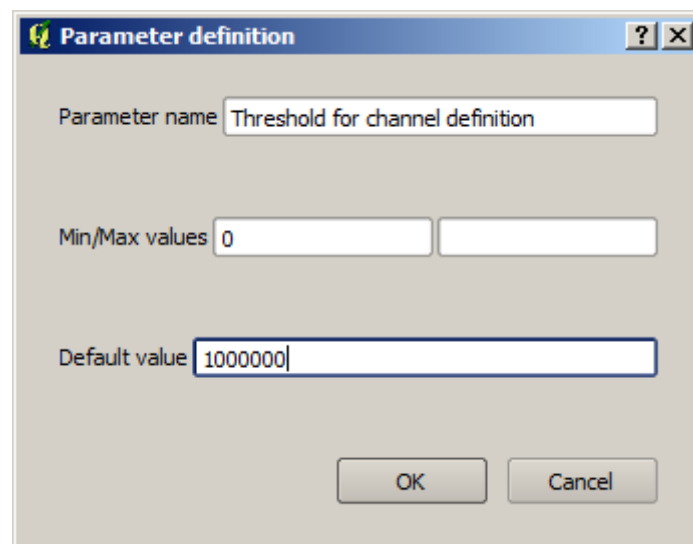 Parameter definition
Parameter name Threshold for channel definition
Min/Max values 0
Default value 1000000
OK Cancel